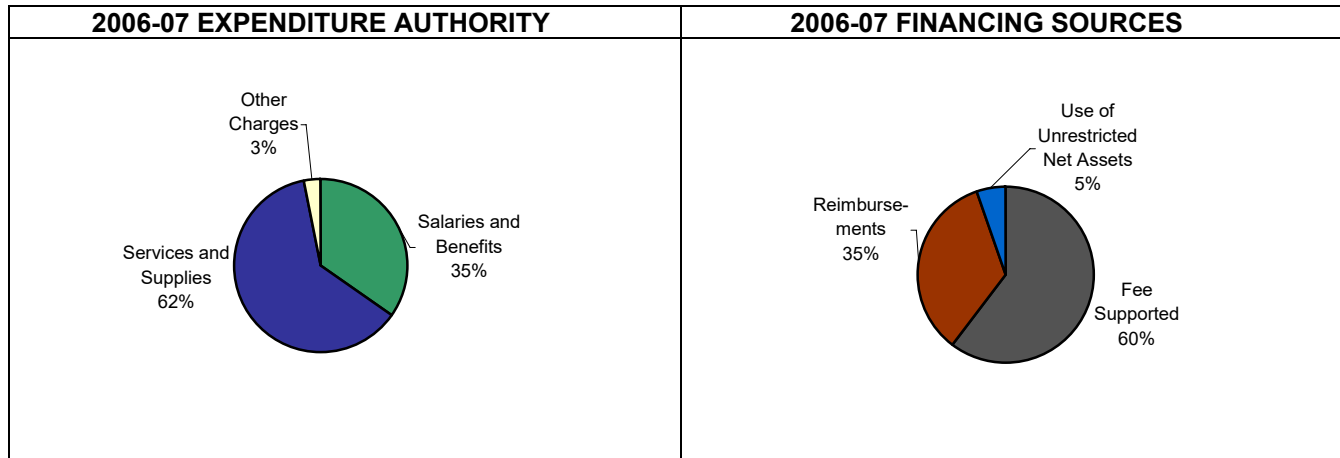 2006-07 EXPENDITURE AUTHORITY
Other
Charges
3%
Salaries and
Benefits
35%
Services and
Supplies
62%
2006-07 FINANCING SOURCES
Use of
Unrestricted
Net Assets
5%
Reimburse-
ments
35%
Fee
Supported
60%